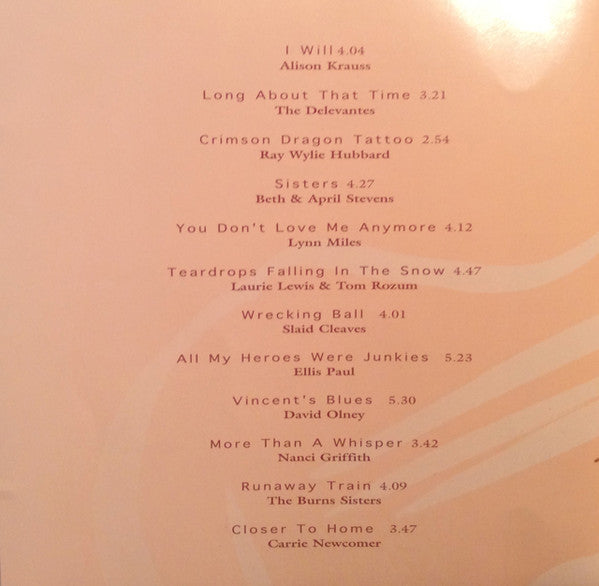 I Will 4.04
Alison Krauss
Long About That Time 3.21
The Delevantes
Crimson Dragon Tattoo 2.54
Ray Wylie Hubbard
Sisters 4.27
Beth & April Stevens
You Don't Love Me Anymore 4.12
Lynn Miles
Teardrops Falling In The Snow 4.47
Laurie Lewis & Tom Rozum
Wrecking Ball 4.01
Slaid Cleaves
All My Heroes Were Junkies 5.23
Ellis Paul
Vincent's Blues 5.30
David Olney
More Than A Whisper 3.42
Nanci Griffith
Runaway Train 4.09
The Burns Sisters
Closer To Home 3.47
Carrie Newcomer